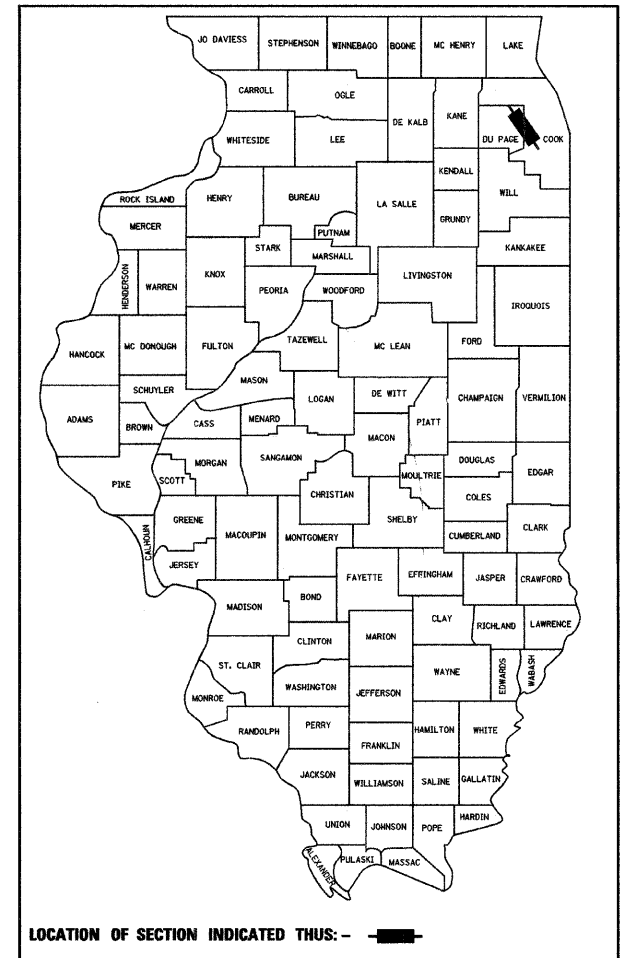 JO DAVIESS STEPHENSON WINNEBAGO BOONE MC HENRY LAKE
CARROLL OGLE
DE KALB KANE
DU PAGE COOK
WHITESIDE LEE
KENDALL
WILL
ROCK ISLAND HENRY BUREAU LA SALLE
GRUNDY
MERCER
PUTNAM
STARK MARSHALL
KANKAKEE
HENDERSON WARREN KNOX
PEORIA WOODFORD LIVINGSTON
IROQUOIS
HANCOCK MC DONOUGH FULTON TAZEWELL MC LEAN FORD
MASON
SCHUYLER LOGAN DE WITT CHAMPAIGN VERMILION
ADAMS BROWN CASS MENARD MACON PIATT
MORGAN SANGAMON DOUGLAS EDGAR
PIKE SCOTT MOULTRIE
CHRISTIAN COLES
GREENE MACOUPIN MONTGOMERY SHELBY CLARK
CALHOUN CUMBERLAND
JERSEY FAYETTE EFFINGHAM JASPER CRAWFORD
MADISON BOND
CLAY RICHLAND LAWRENCE
CLINTON MARION
ST. CLAIR WAYNE EDWARDS WABASH
WASHINGTON JEFFERSON
MONROE
RANDOLPH PERRY HAMILTON WHITE
FRANKLIN
JACKSON WILLIAMSON SALINE GALLATIN
HARDIN
UNION JOHNSON POPE
ALEXANDER PULASKI MASSAC
LOCATION OF SECTION INDICATED THUS: -